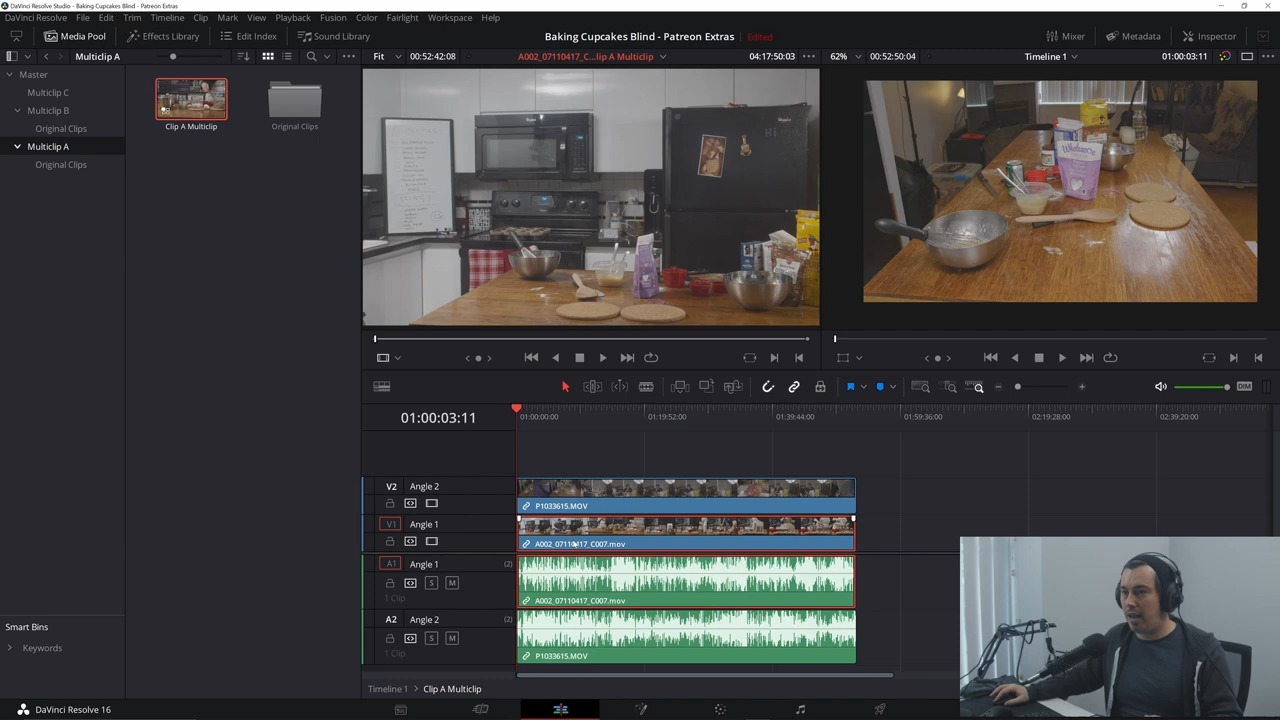 DaVinci Resolve Studio - Baking Cupcakes Blind - Patreon Extras
DaVinci Resolve File Edit Trim Timeline Clip Mark View Playback Fusion Color Fairlight Workspace Help
Media Pool Effects Library Edit Index Sound Library Baking Cupcakes Blind - Patreon Extras Edited Mixer Metadata Inspector
Multiclip A Fit 00:52:42:08 A002_07110417_C...lip A Multiclip 04:17:50:03 62% 00:52:50:04 Timeline 1 01:00:03:11
Master
Multiclip C
Multiclip B
Original Clips
Multiclip A
Original Clips
Clip A Multiclip
Original Clips
01:00:03:11
01:00:00:00 01:19:52:00 01:39:44:00 01:59:36:00 02:19:28:00 02:39:20:00
DIM
V2 Angle 2
P1033615.MOV
V1 Angle 1
A002_07110417_C007.mov
A1 Angle 1 (2)
S M
1 Clip
A002_07110417_C007.mov
A2 Angle 2 (2)
S M
1 Clip
P1033615.MOV
Smart Bins
Keywords
Timeline 1 > Clip A Multiclip
DaVinci Resolve 16